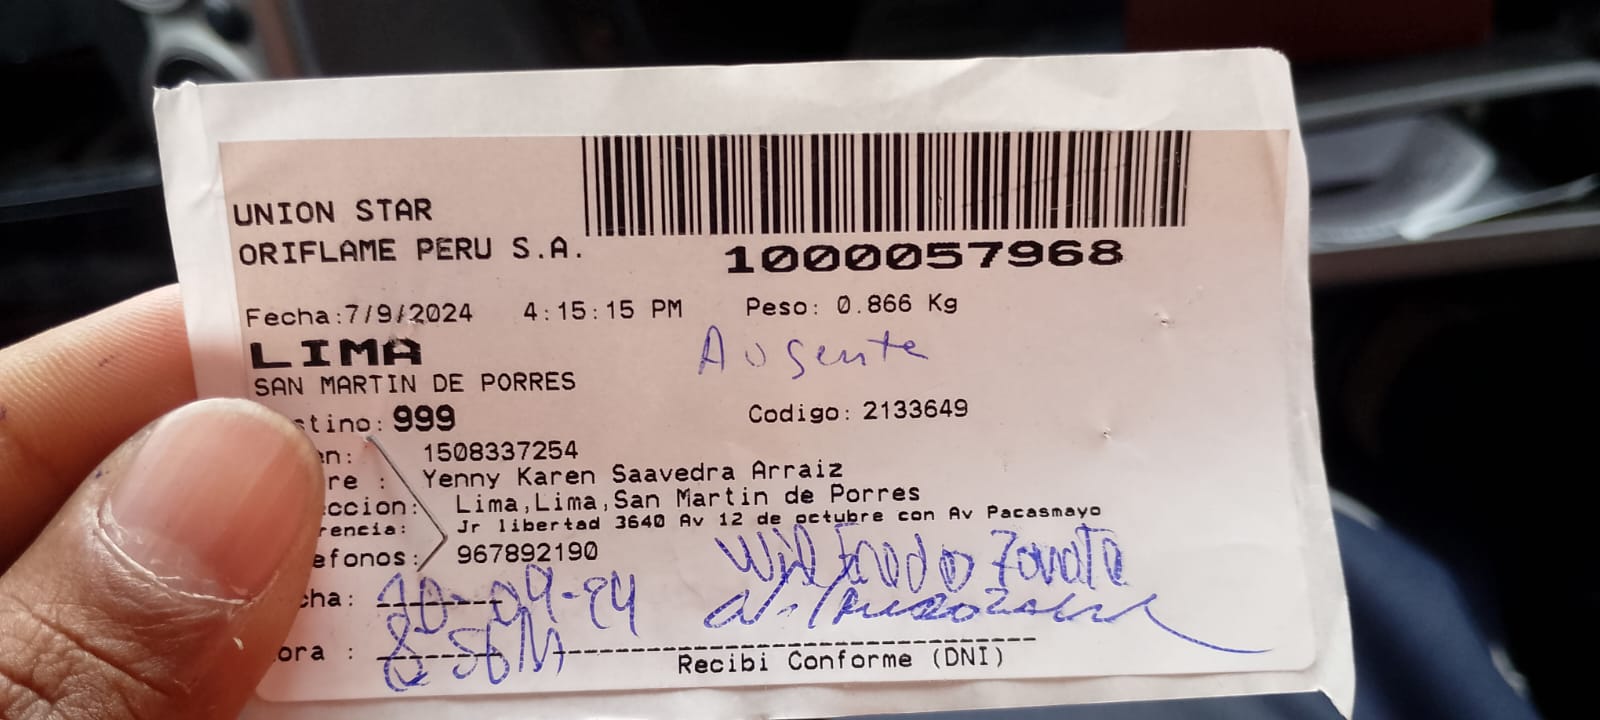 UNION STAR
ORIFLAME PERU S.A.
1000057968
Fecha:7/9/2024 4:15:15 PM Peso: 0.866 Kg
LIMA
Ausente
SAN MARTIN DE PORRES
stino: 999 Codigo: 2133649
en: 1508337254
re : Yenny Karen Saavedra Arraiz
eccion: Lima,Lima,San Martin de Porres
rencia: Jr libertad 3640 Av 12 de octubre con Av Pacasmayo
efonos: 967892190
cha: 10-09-24
ora :
Recibi Conforme (DNI)